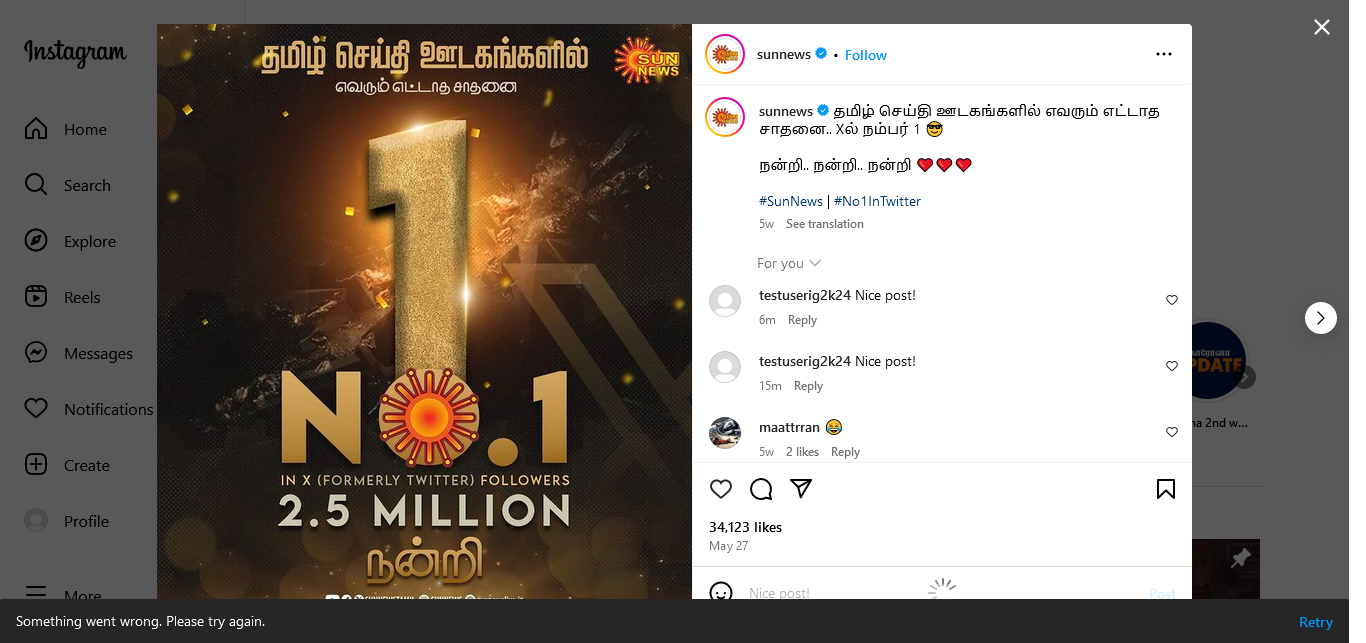 Instagram
Home
Search
Explore
Reels
Messages
Notifications
Create
Profile
More
தமிழ் செய்தி ஊடகங்களில்
எவரும் எட்டாத சாதனை
SUN
NEWS
1
No.1
IN X (FORMERLY TWITTER) FOLLOWERS
2.5 MILLION
நன்றி
sunnews • Follow
sunnews தமிழ் செய்தி ஊடகங்களில் எவரும் எட்டாத
சாதனை.. Xல் நம்பர் 1 😎
நன்றி.. நன்றி.. நன்றி ❤️❤️❤️
#SunNews | #No1InTwitter
5w See translation
For you
testuserig2k24 Nice post!
6m Reply
testuserig2k24 Nice post!
15m Reply
maattrran 😂
5w 2 likes Reply
34,123 likes
May 27
Nice post! Post
PDATE
na 2nd w...
Something went wrong. Please try again. Retry